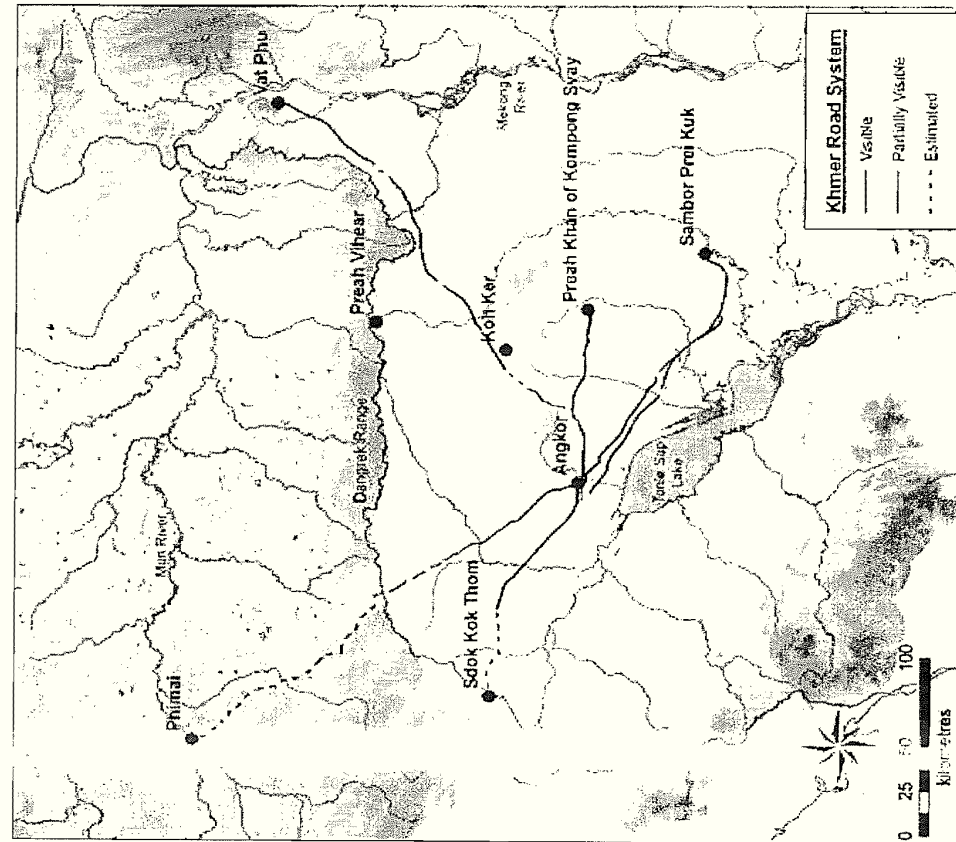 Vat Phu
Mekong
River
Preah Vihear
Koh Ker
Preah Khan of Kompong Svay
Sambor Prei Kuk
Dangrek Range
Mun River
Angkor
Tonle Sap
Lake
Phimai
Sdok Kok Thom
Khmer Road System
Visible
Partially Visible
Estimated
0 25 50 100
kilometres